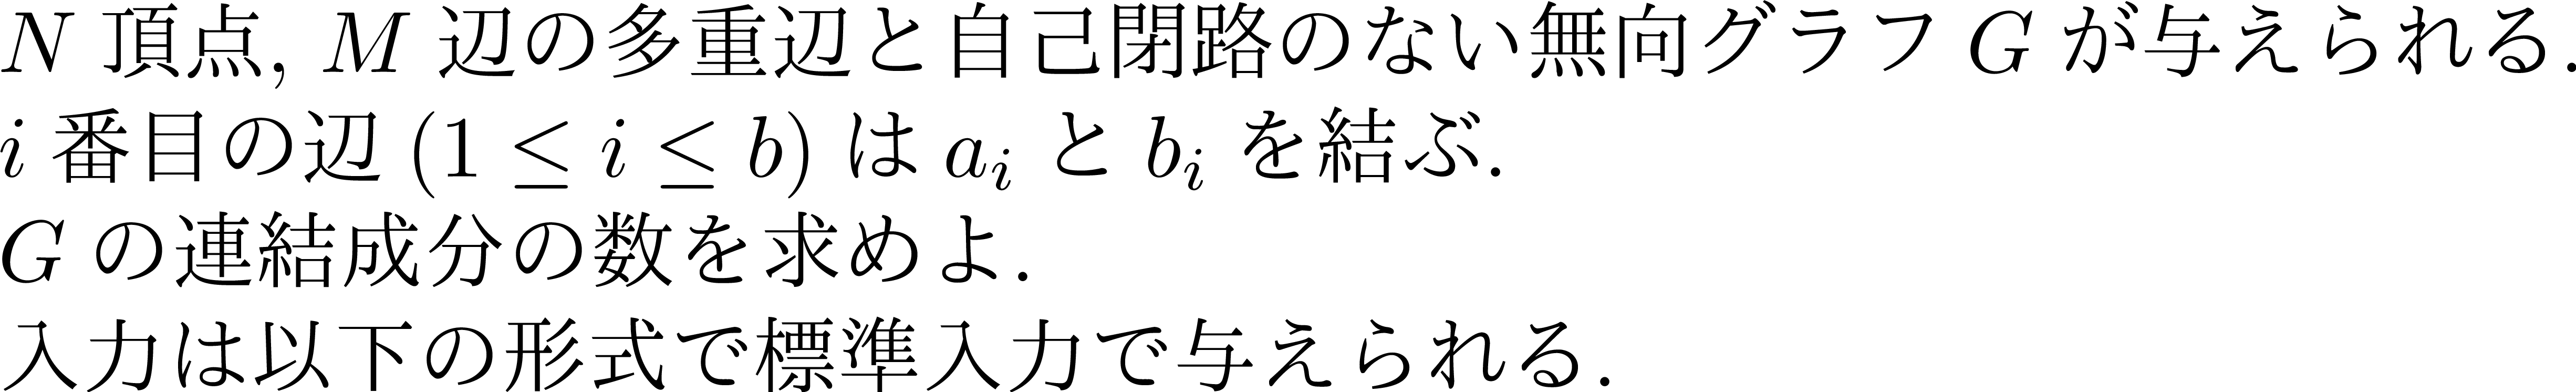 N 頂点, M 辺の多重辺と自己閉路のない無向グラフ G が与えられる.
i 番目の辺 (1 ≤ i ≤ b) は a_i と b_i を結ぶ.
G の連結成分の数を求めよ.
入力は以下の形式で標準入力で与えられる.